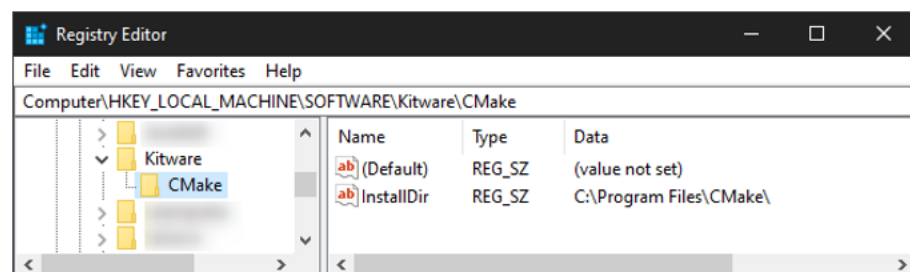 Registry Editor
File Edit View Favorites Help
Computer\HKEY_LOCAL_MACHINE\SOFTWARE\Kitware\CMake
Kitware
CMake
Name Type Data
(Default) REG_SZ (value not set)
InstallDir REG_SZ C:\Program Files\CMake\